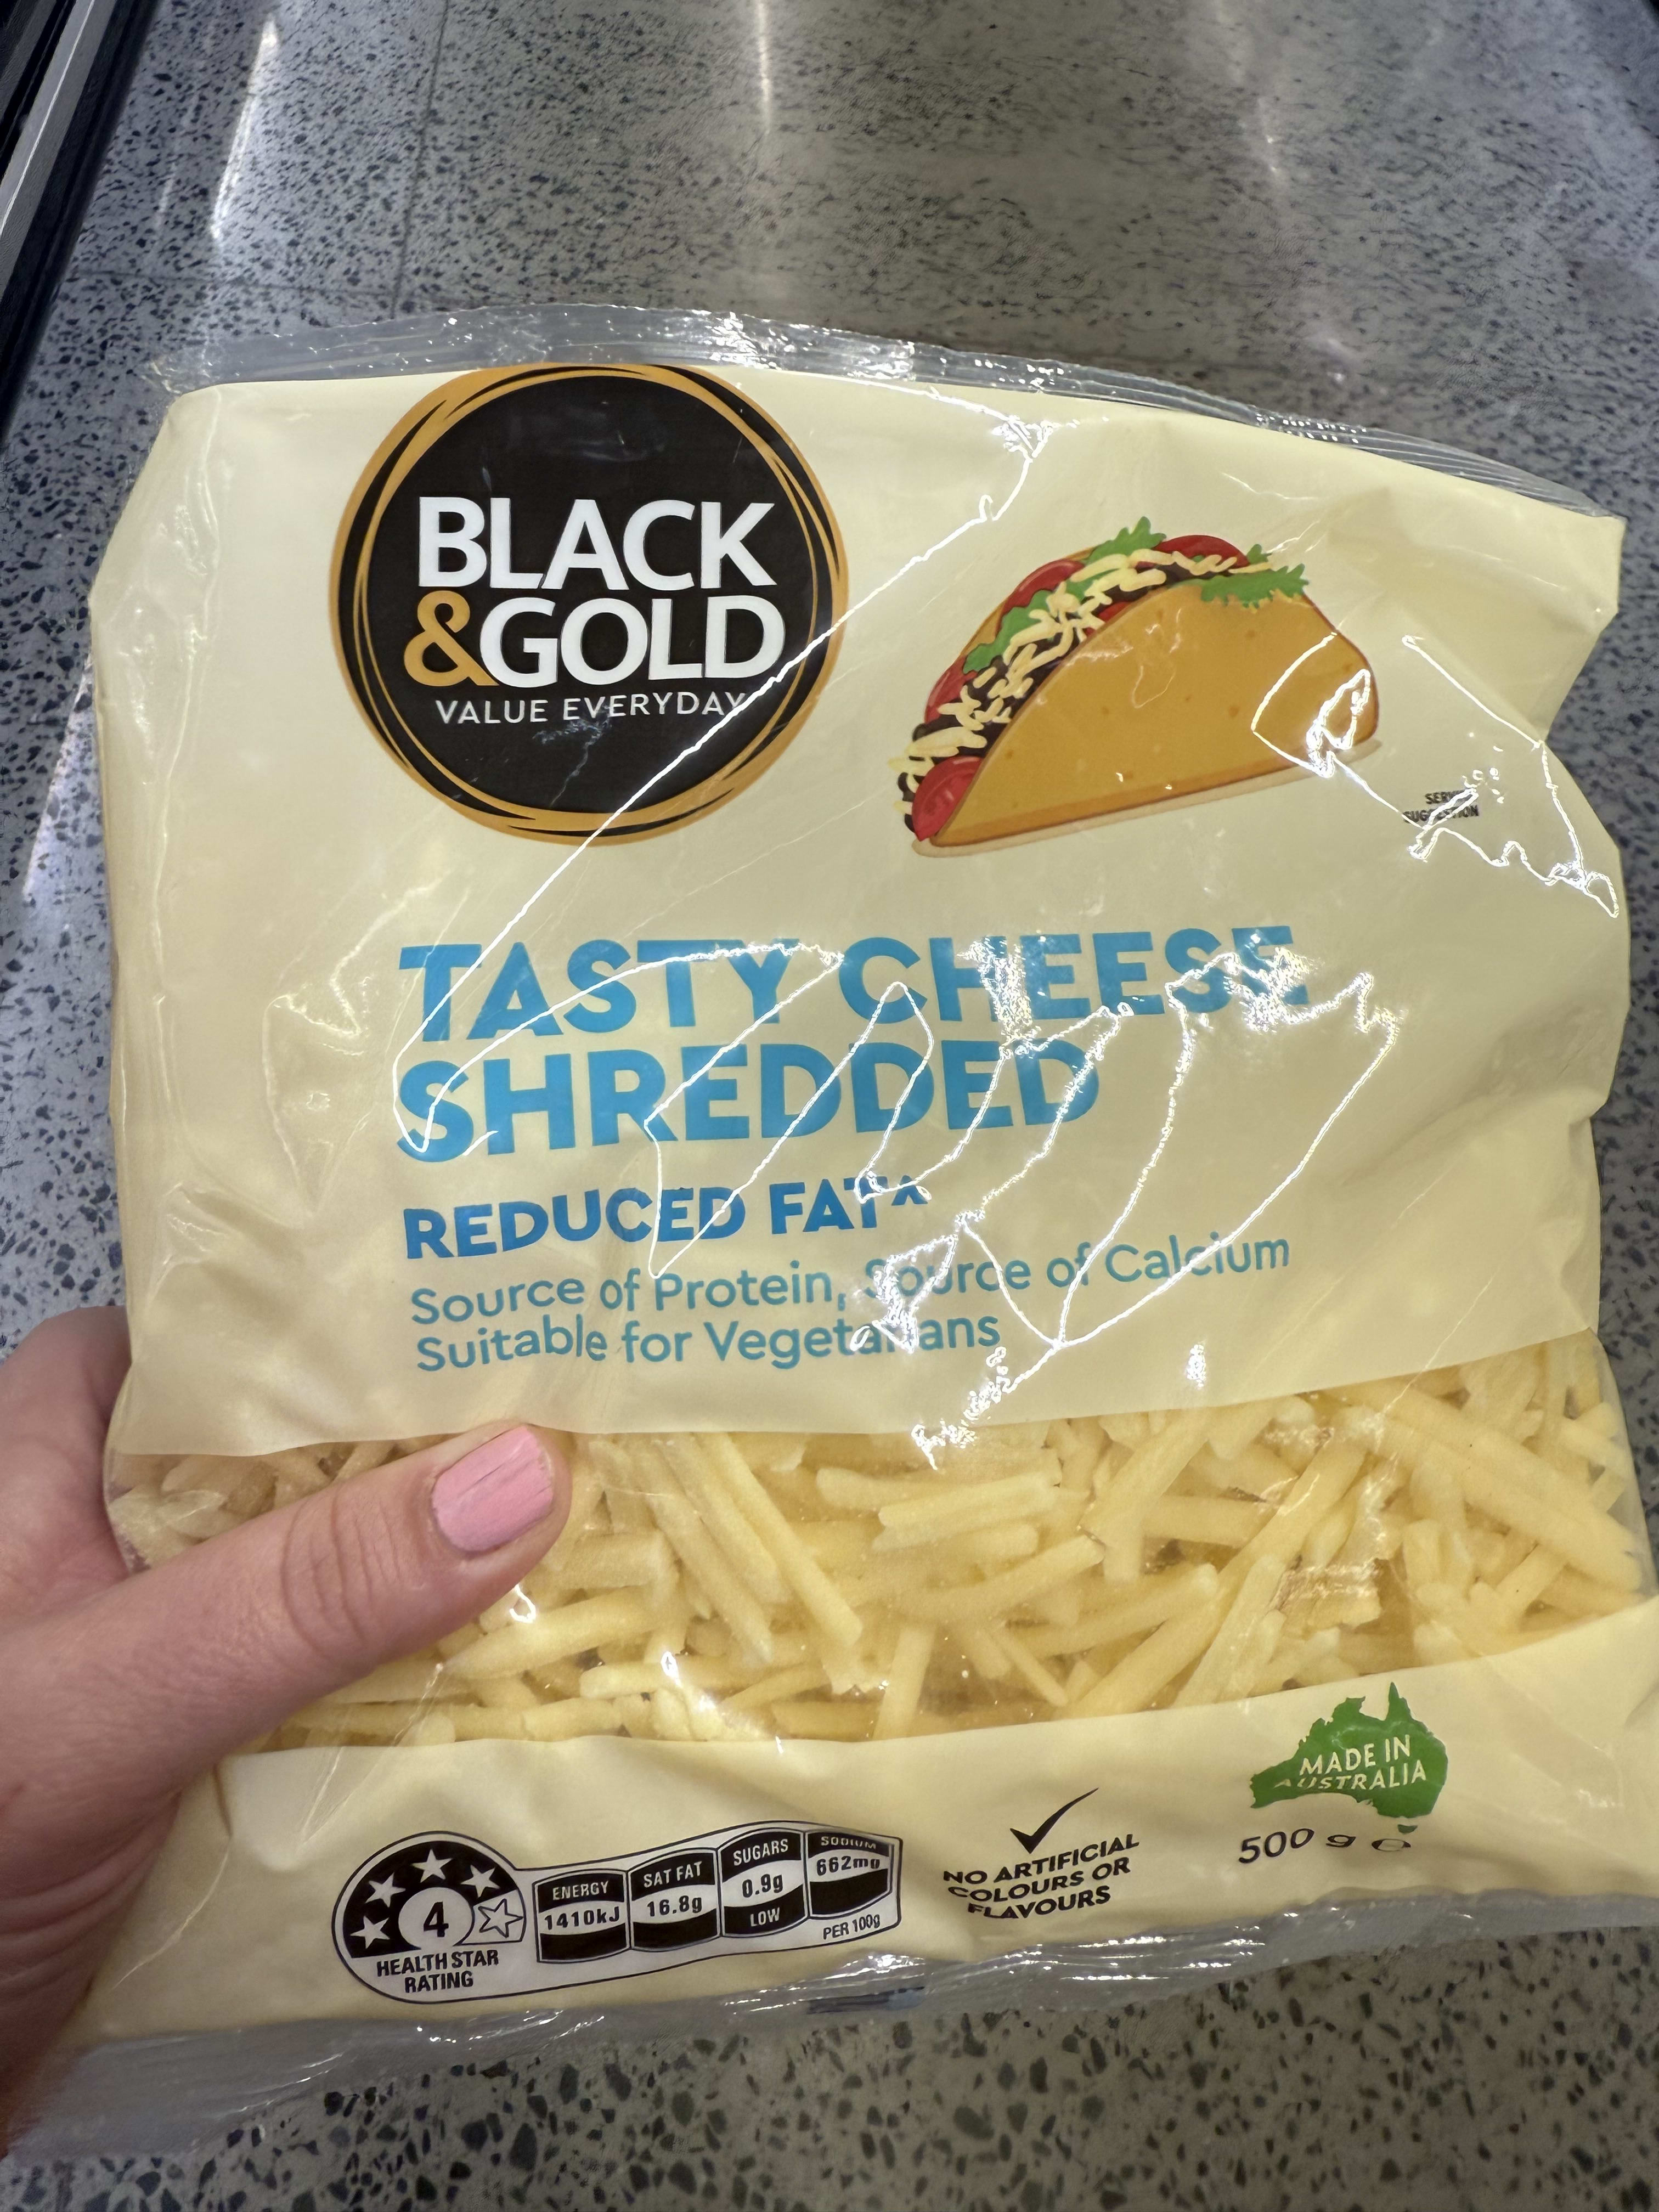 BLACK
&GOLD
VALUE EVERYDAY
TASTY CHEESE
SHREDDED
REDUCED FAT^
Source of Protein, Source of Calcium
Suitable for Vegetarians
MADE IN
AUSTRALIA
500 g ℮
NO ARTIFICIAL
COLOURS OR
FLAVOURS
4
HEALTH STAR
RATING
ENERGY
1410kJ
SAT FAT
16.8g
SUGARS
0.9g
LOW
SODIUM
662mg
PER 100g